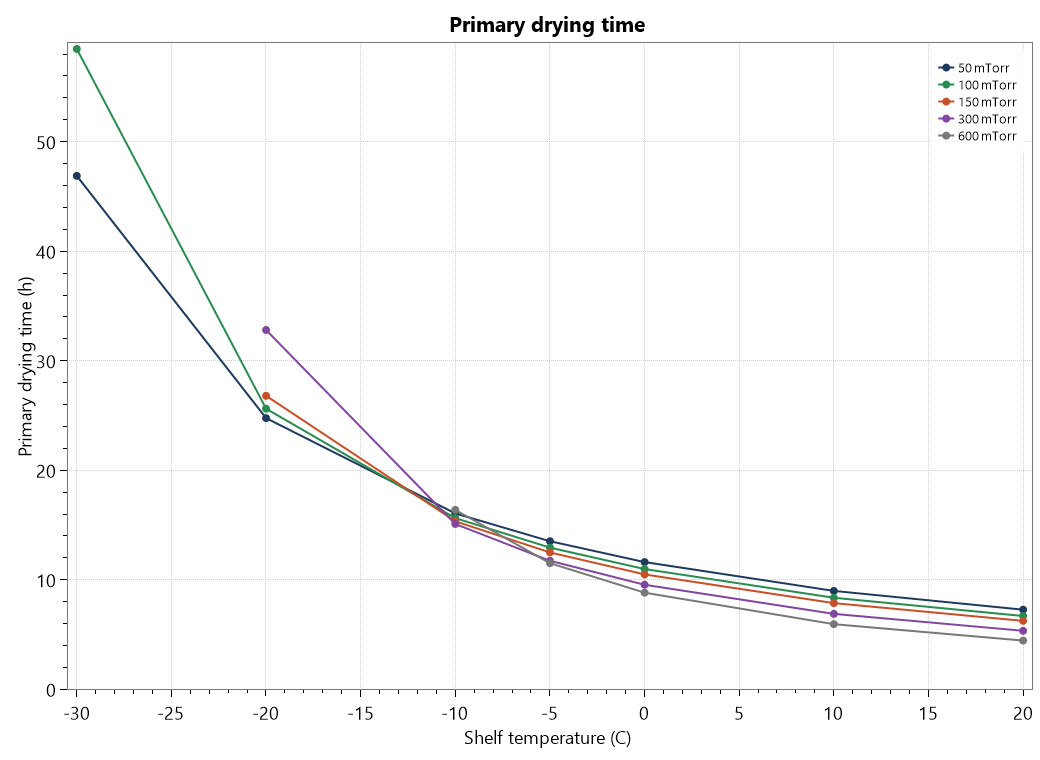 Primary drying time
50 mTorr
100 mTorr
150 mTorr
300 mTorr
600 mTorr
Primary drying time (h)
50
40
30
20
10
0
-30 -25 -20 -15 -10 -5 0 5 10 15 20
Shelf temperature (C)